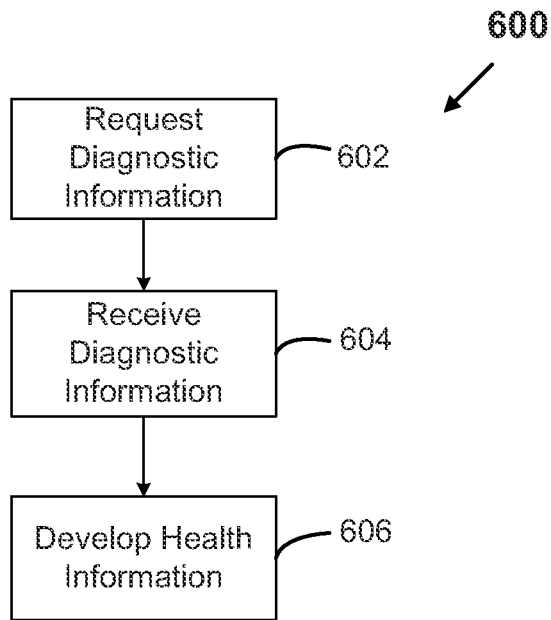 600
Request
Diagnostic
Information
602
Receive
Diagnostic
Information
604
Develop Health
Information
606